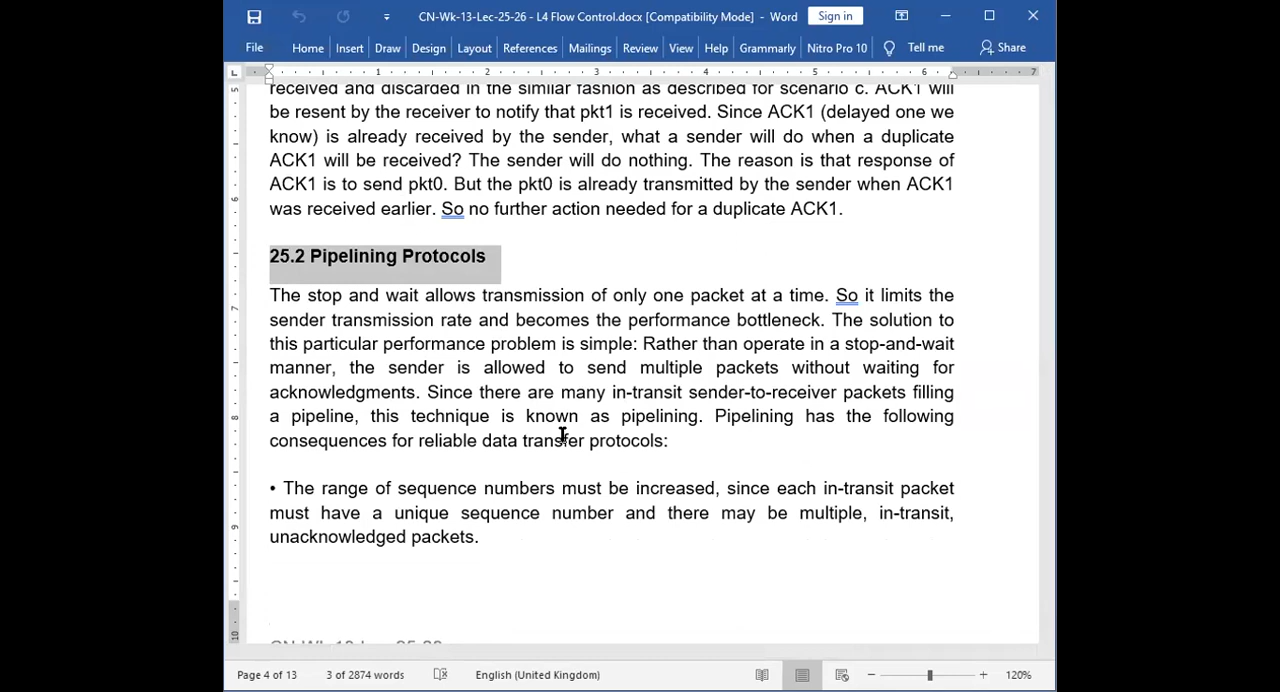 CN-Wk-13-Lec-25-26 - L4 Flow Control.docx [Compatibility Mode] - Word Sign in
File Home Insert Draw Design Layout References Mailings Review View Help Grammarly Nitro Pro 10 Tell me Share
1 2 3 4 5 6 7
received and discarded in the similar fashion as described for scenario c. ACK1 will
be resent by the receiver to notify that pkt1 is received. Since ACK1 (delayed one we
know) is already received by the sender, what a sender will do when a duplicate
ACK1 will be received? The sender will do nothing. The reason is that response of
ACK1 is to send pkt0. But the pkt0 is already transmitted by the sender when ACK1
was received earlier. So no further action needed for a duplicate ACK1.
25.2 Pipelining Protocols
The stop and wait allows transmission of only one packet at a time. So it limits the
sender transmission rate and becomes the performance bottleneck. The solution to
this particular performance problem is simple: Rather than operate in a stop-and-wait
manner, the sender is allowed to send multiple packets without waiting for
acknowledgments. Since there are many in-transit sender-to-receiver packets filling
a pipeline, this technique is known as pipelining. Pipelining has the following
consequences for reliable data transfer protocols:
• The range of sequence numbers must be increased, since each in-transit packet
must have a unique sequence number and there may be multiple, in-transit,
unacknowledged packets.
Page 4 of 13 3 of 2874 words English (United Kingdom) 120%